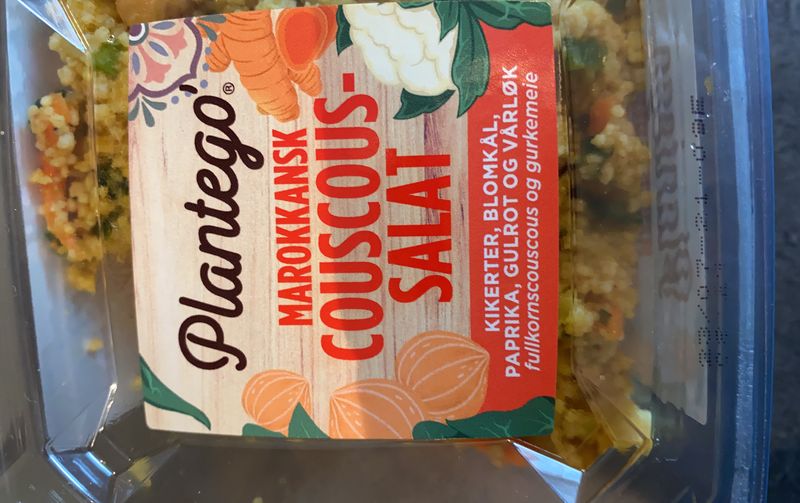 Plantego®
MAROKKANSK
COUSCOUS-
SALAT
KIKERTER, BLOMKÅL,
PAPRIKA, GULROT OG VÅRLØK
fullkornscouscous og gurkemeie